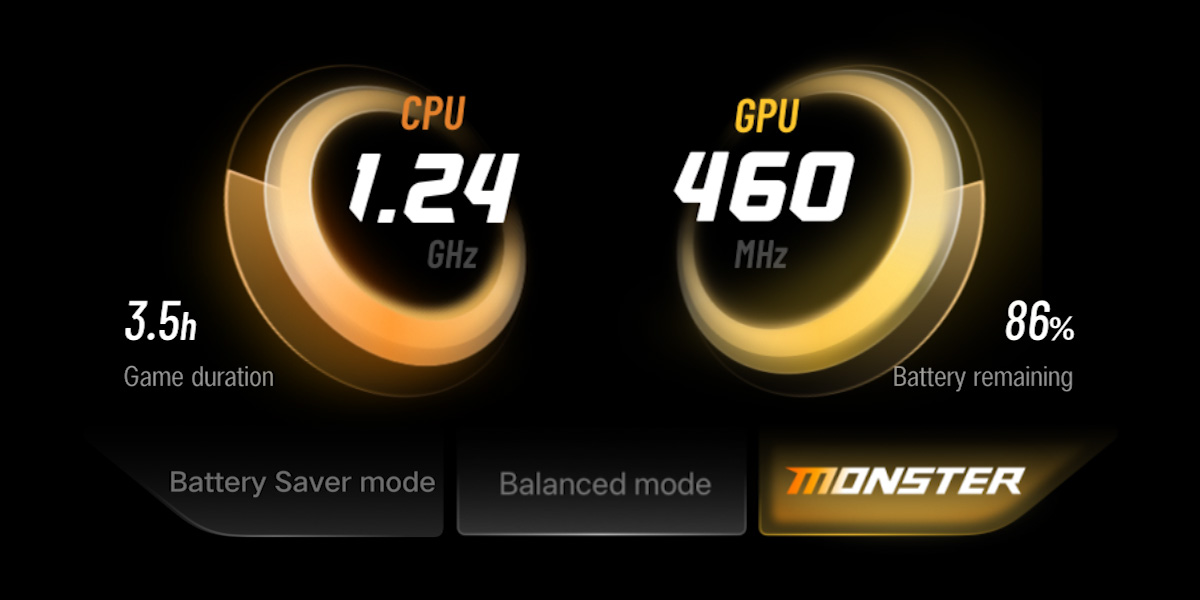 CPU
1.24
GHz
GPU
460
MHz
3.5h
Game duration
86%
Battery remaining
Battery Saver mode
Balanced mode
MONSTER